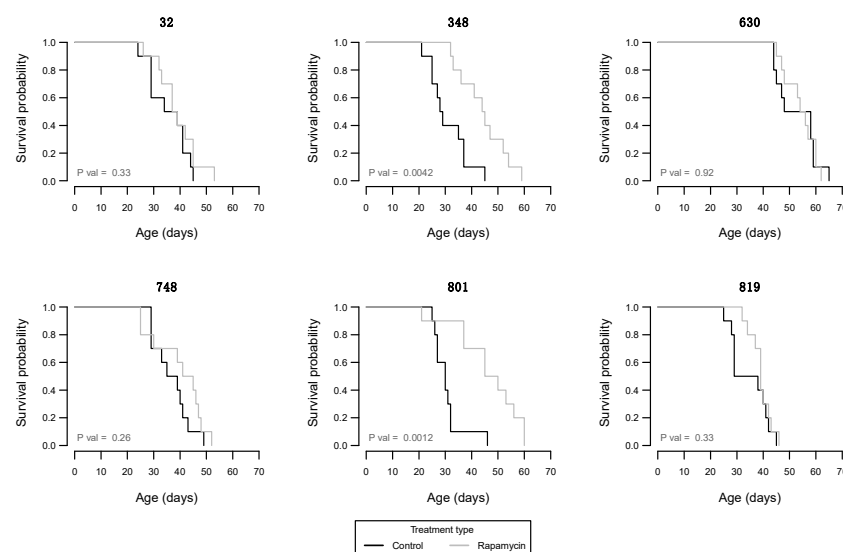 32
348
630
Survival probability
1.0
0.8
0.6
0.4
0.2
0.0
P val = 0.33
0 10 20 30 40 50 60 70
Age (days)
Survival probability
1.0
0.8
0.6
0.4
0.2
0.0
P val = 0.0042
0 10 20 30 40 50 60 70
Age (days)
Survival probability
1.0
0.8
0.6
0.4
0.2
0.0
P val = 0.92
0 10 20 30 40 50 60 70
Age (days)
748
801
819
Survival probability
1.0
0.8
0.6
0.4
0.2
0.0
P val = 0.26
0 10 20 30 40 50 60 70
Age (days)
Survival probability
1.0
0.8
0.6
0.4
0.2
0.0
P val = 0.0012
0 10 20 30 40 50 60 70
Age (days)
Survival probability
1.0
0.8
0.6
0.4
0.2
0.0
P val = 0.33
0 10 20 30 40 50 60 70
Age (days)
Treatment type
Control Rapamycin